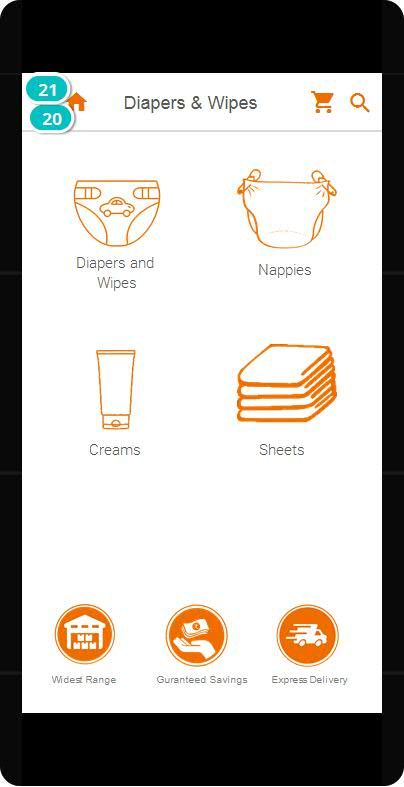 21
20
Diapers & Wipes
Diapers and
Wipes
Nappies
Creams
Sheets
Widest Range
Guranteed Savings
Express Delivery